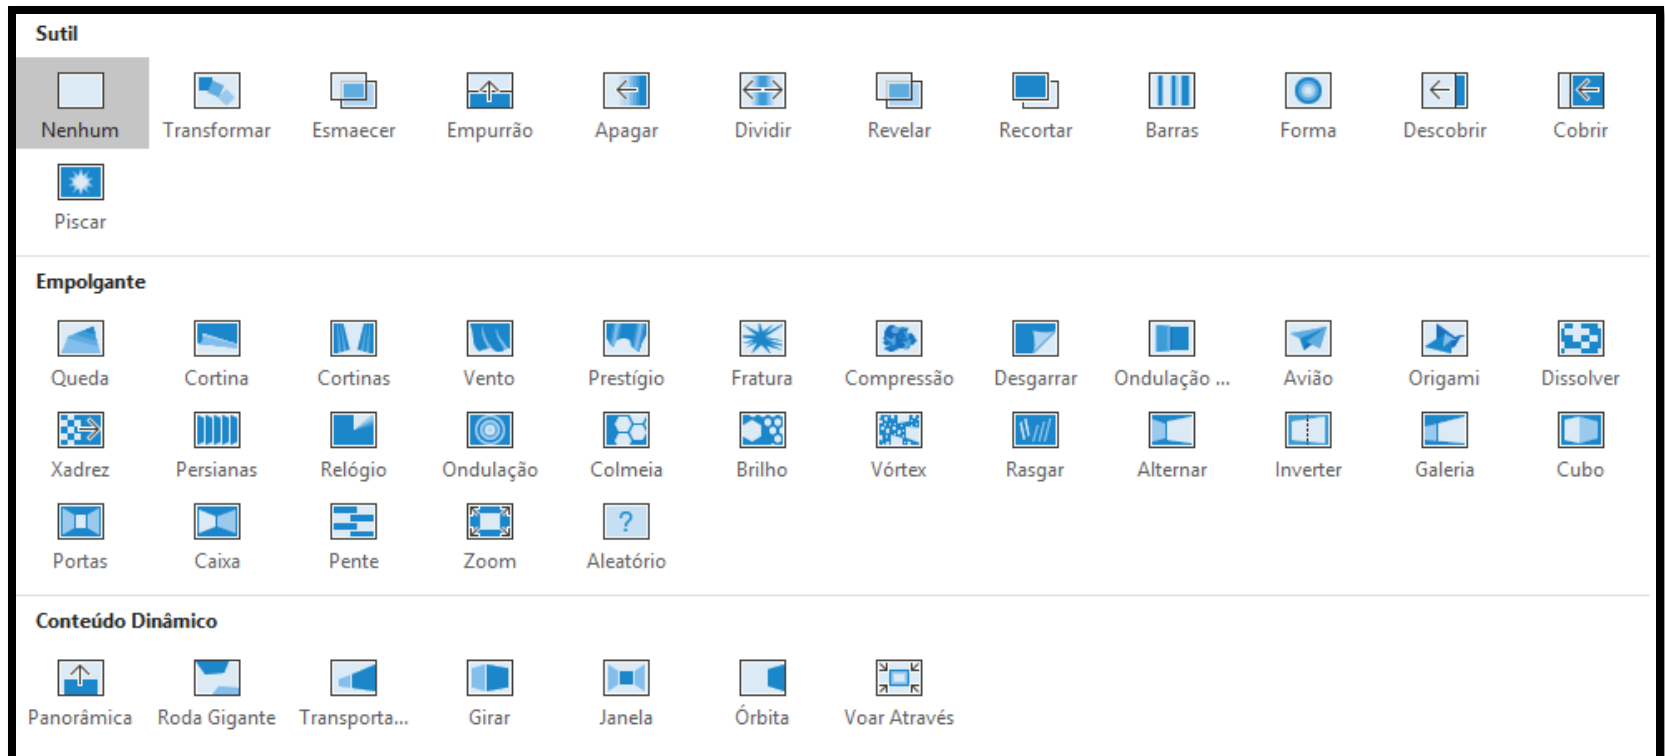 Sutil
Nenhum Transformar Esmaecer Empurrão Apagar Dividir Revelar Recortar Barras Forma Descobrir Cobrir
Piscar
Empolgante
Queda Cortina Cortinas Vento Prestígio Fratura Compressão Desgarrar Ondulação ... Avião Origami Dissolver
Xadrez Persianas Relógio Ondulação Colmeia Brilho Vórtex Rasgar Alternar Inverter Galeria Cubo
?
Portas Caixa Pente Zoom Aleatório
Conteúdo Dinâmico
Panorâmica Roda Gigante Transporta... Girar Janela Órbita Voar Através